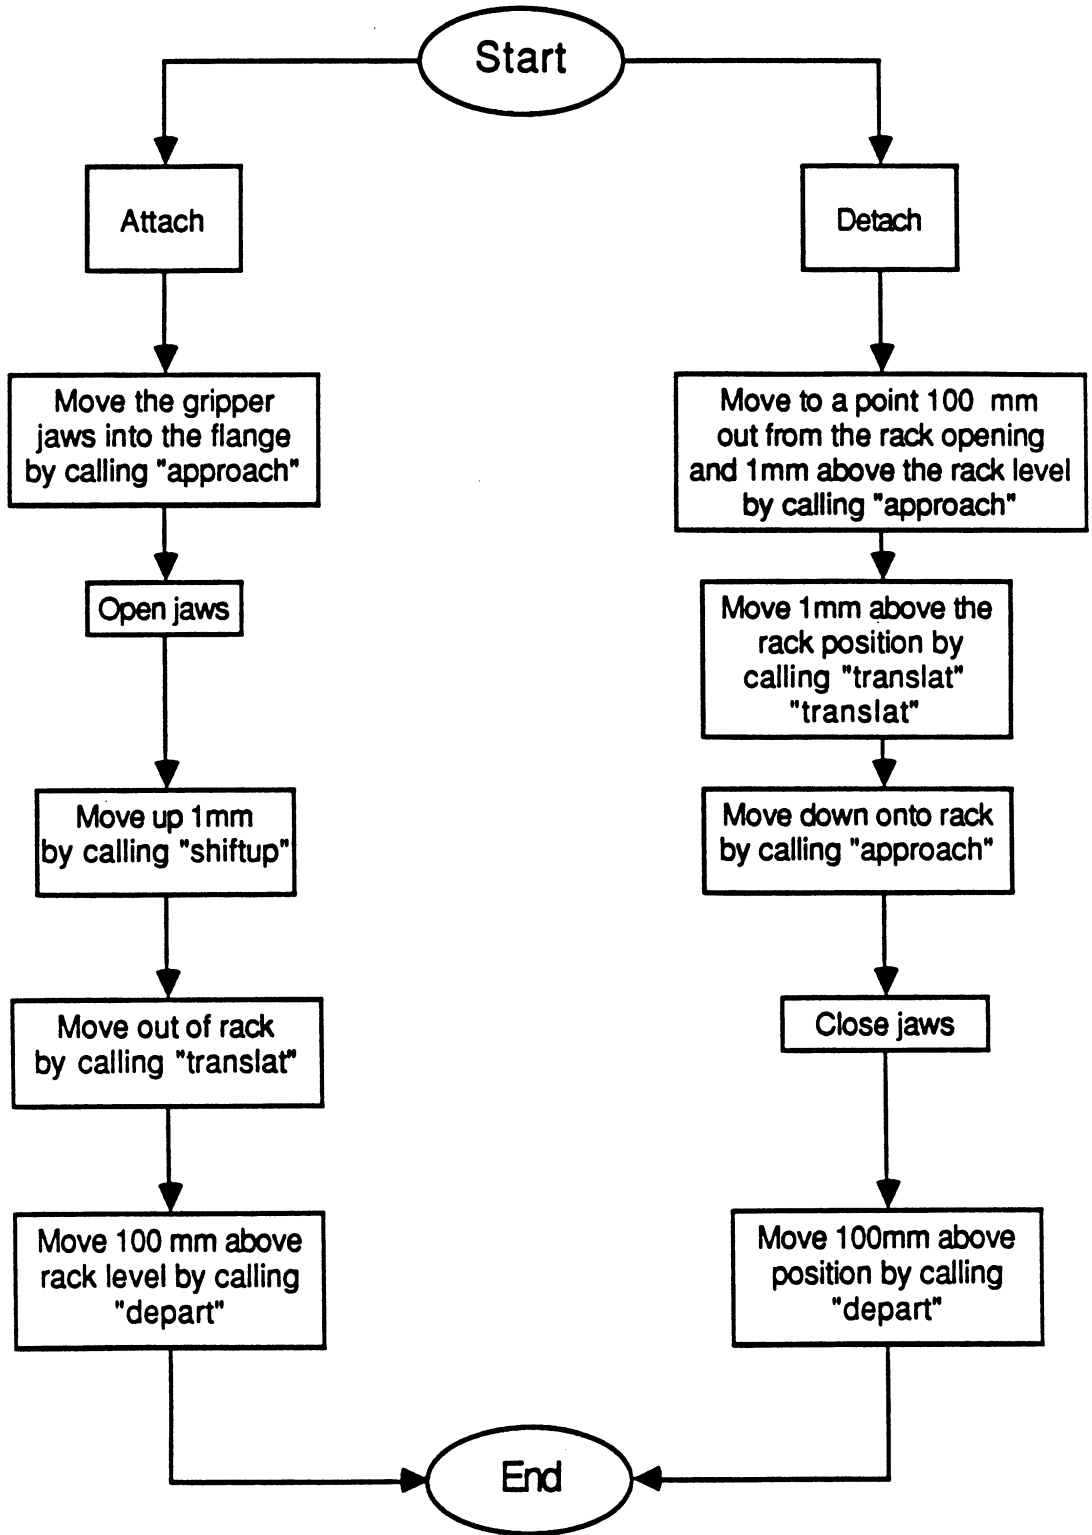 Start
Attach
Move the gripper
jaws into the flange
by calling "approach"
Open jaws
Move up 1mm
by calling "shiftup"
Move out of rack
by calling "translat"
Move 100 mm above
rack level by calling
"depart"
Detach
Move to a point 100 mm
out from the rack opening
and 1mm above the rack level
by calling "approach"
Move 1mm above the
rack position by
calling "translat"
"translat"
Move down onto rack
by calling "approach"
Close jaws
Move 100mm above
position by calling
"depart"
End